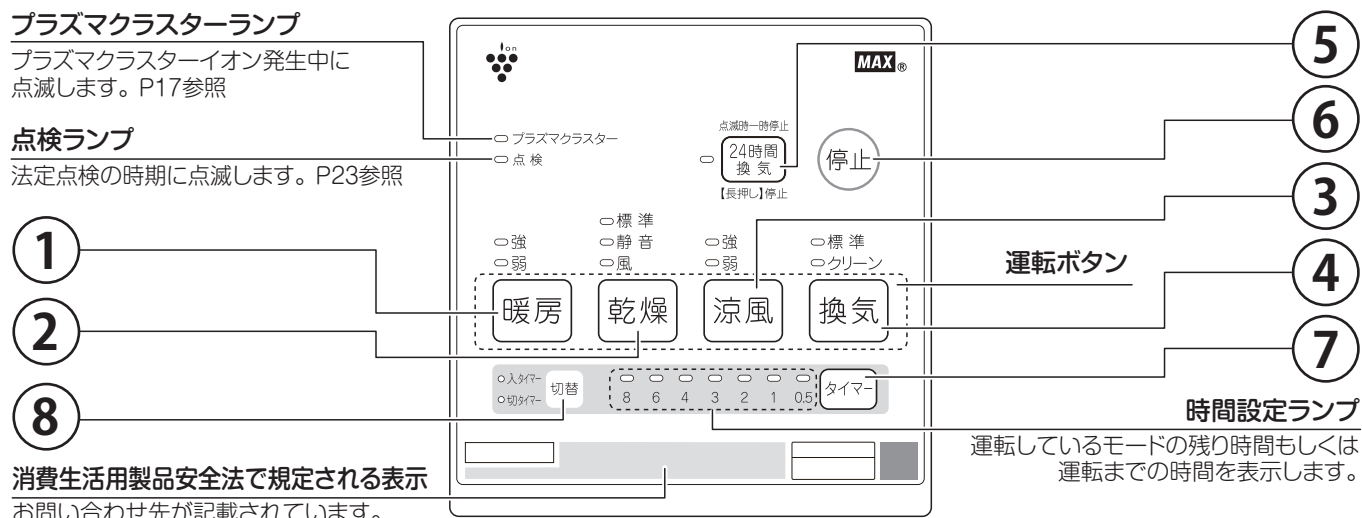 プラズマクラスターランプ
プラズマクラスターイオン発生中に
点滅します。P17参照
点検ランプ
法定点検の時期に点滅します。P23参照
1
2
8
消費生活用製品安全法で規定される表示
お問い合わせ先が記載されています。
ion
MAX®
プラズマクラスター
点検
点滅時一時停止
24時間
換気
【長押し】停止
停止
強
弱
標準
静音
風
強
弱
標準
クリーン
暖房
乾燥
涼風
換気
入タイマー
切タイマー
切替
8 6 4 3 2 1 0.5
タイマー
5
6
3
運転ボタン
4
7
時間設定ランプ
運転しているモードの残り時間もしくは
運転までの時間を表示します。